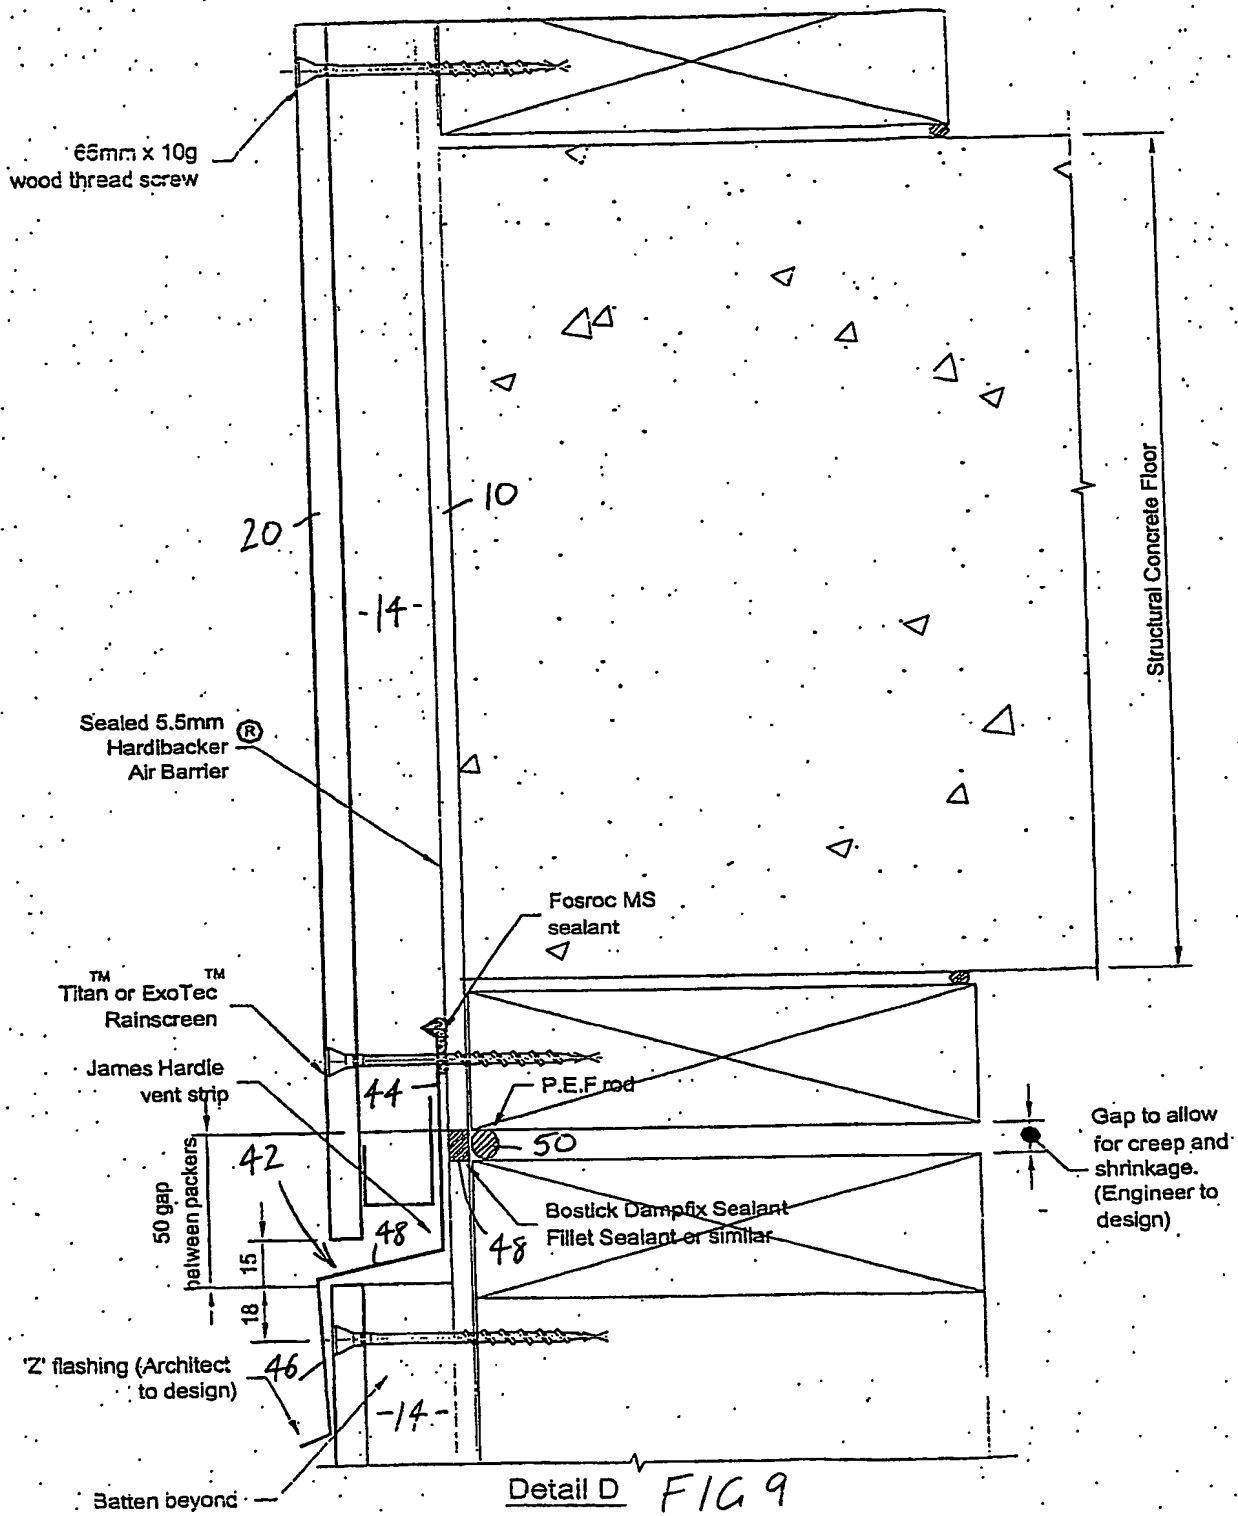 65mm x 10g
wood thread screw
20
10
-14-
Structural Concrete Floor
Sealed 5.5mm ®
Hardibacker
Air Barrier
Fosroc MS
sealant
TM TM
Titan or ExoTec
Rainscreen
James Hardie
vent strip
44
P.E.F rod
50
Gap to allow
for creep and
shrinkage.
(Engineer to
design)
50 gap
between packers
42
15
18
48
48
Bostick Dampfix Sealant
Fillet Sealant or similar
'Z' flashing (Architect
to design)
46
-14-
Batten beyond
Detail D FIG 9